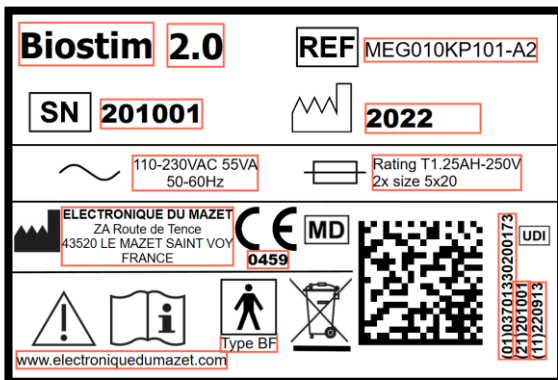 Biostim 2.0
REF MEG010KP101-A2
SN 201001
2022
110-230VAC 55VA
50-60Hz
Rating T1.25AH-250V
2x size 5x20
ELECTRONIQUE DU MAZET
ZA Route de Tence
43520 LE MAZET SAINT VOY
FRANCE
CE
0459
MD
UDI
(01)03701330200173
(21)201001
(11)220913
Type BF
www.electroniquedumazet.com